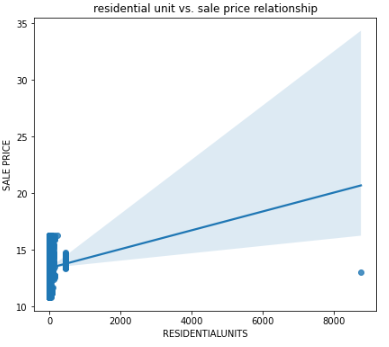 residential unit vs. sale price relationship
35
30
25
20
15
10
SALE PRICE
0 2000 4000 6000 8000
RESIDENTIALUNITS